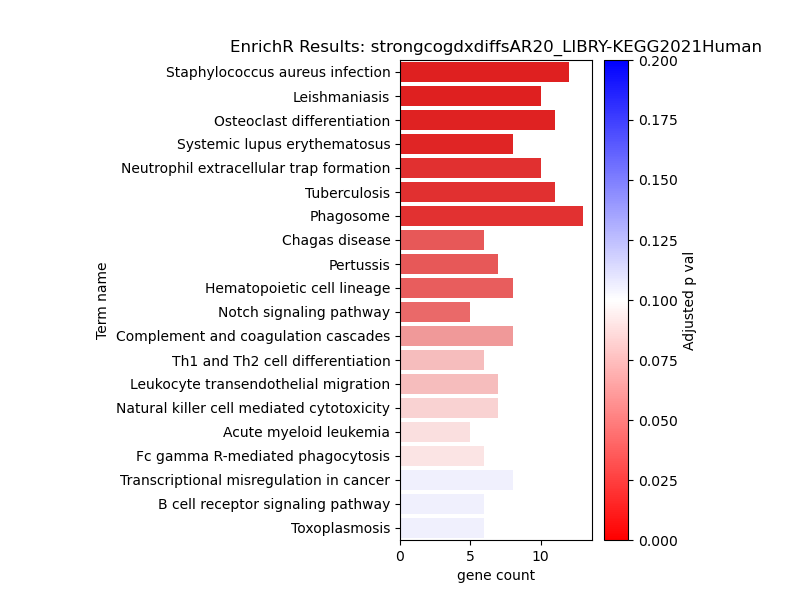 EnrichR Results: strongcogdxdiffsAR20_LIBRY-KEGG2021Human
Staphylococcus aureus infection
Leishmaniasis
Osteoclast differentiation
Systemic lupus erythematosus
Neutrophil extracellular trap formation
Tuberculosis
Phagosome
Chagas disease
Pertussis
Hematopoietic cell lineage
Notch signaling pathway
Complement and coagulation cascades
Th1 and Th2 cell differentiation
Leukocyte transendothelial migration
Natural killer cell mediated cytotoxicity
Acute myeloid leukemia
Fc gamma R-mediated phagocytosis
Transcriptional misregulation in cancer
B cell receptor signaling pathway
Toxoplasmosis
Term name
0 5 10
gene count
0.200
0.175
0.150
0.125
0.100
0.075
0.050
0.025
0.000
Adjusted p val